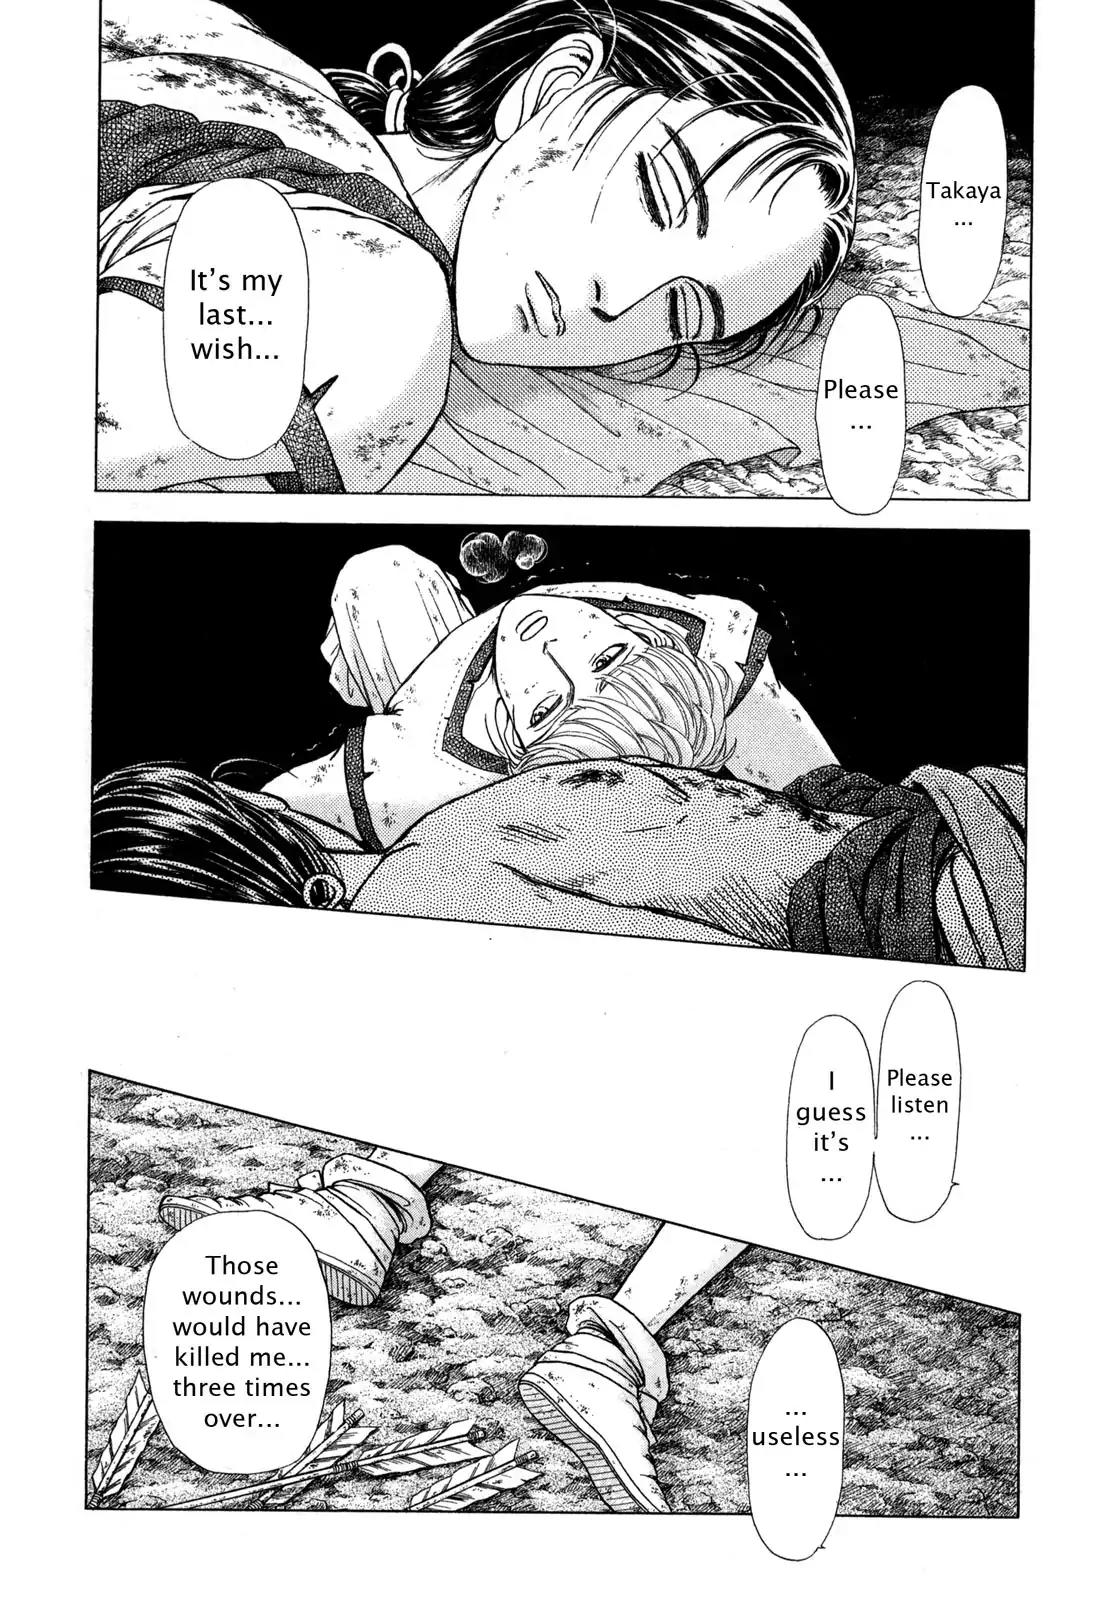 Takaya
...
Please
...
It's my
last...
wish...
Please
listen
...
I
guess
it's
...
...
useless
...
Those
wounds...
would have
killed me...
three times
over...